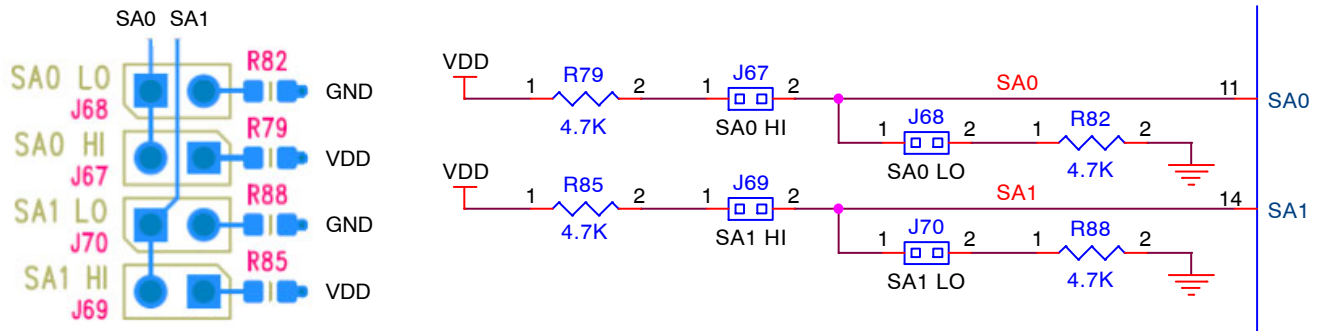 SA0 SA1
SA0 LO
J68
R82
GND
SA0 HI
J67
R79
VDD
SA1 LO
J70
R88
GND
SA1 HI
J69
R85
VDD
VDD
1 R79 2
4.7K
1 J67 2
SA0 HI
SA0
11
SA0
1 J68 2
SA0 LO
1 R82 2
4.7K
VDD
1 R85 2
4.7K
1 J69 2
SA1 HI
SA1
14
SA1
1 J70 2
SA1 LO
1 R88 2
4.7K